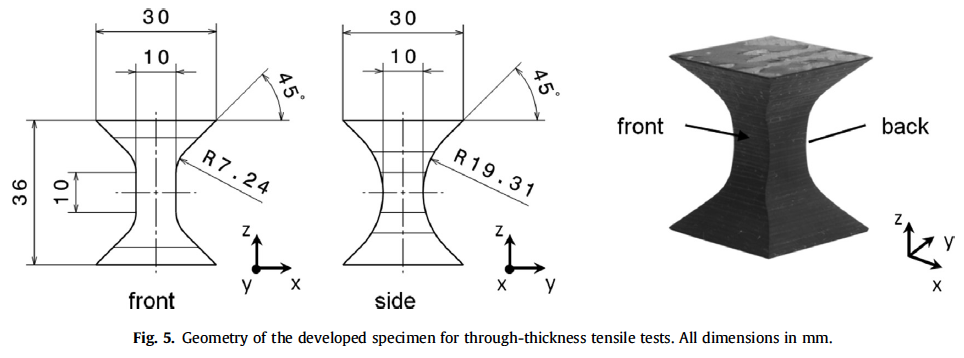 30
10
45°
36
10
R7.24
z
y
x
front
30
10
45°
R19.31
z
x
y
side
front
back
z
y
x
Fig. 5. Geometry of the developed specimen for through-thickness tensile tests. All dimensions in mm.